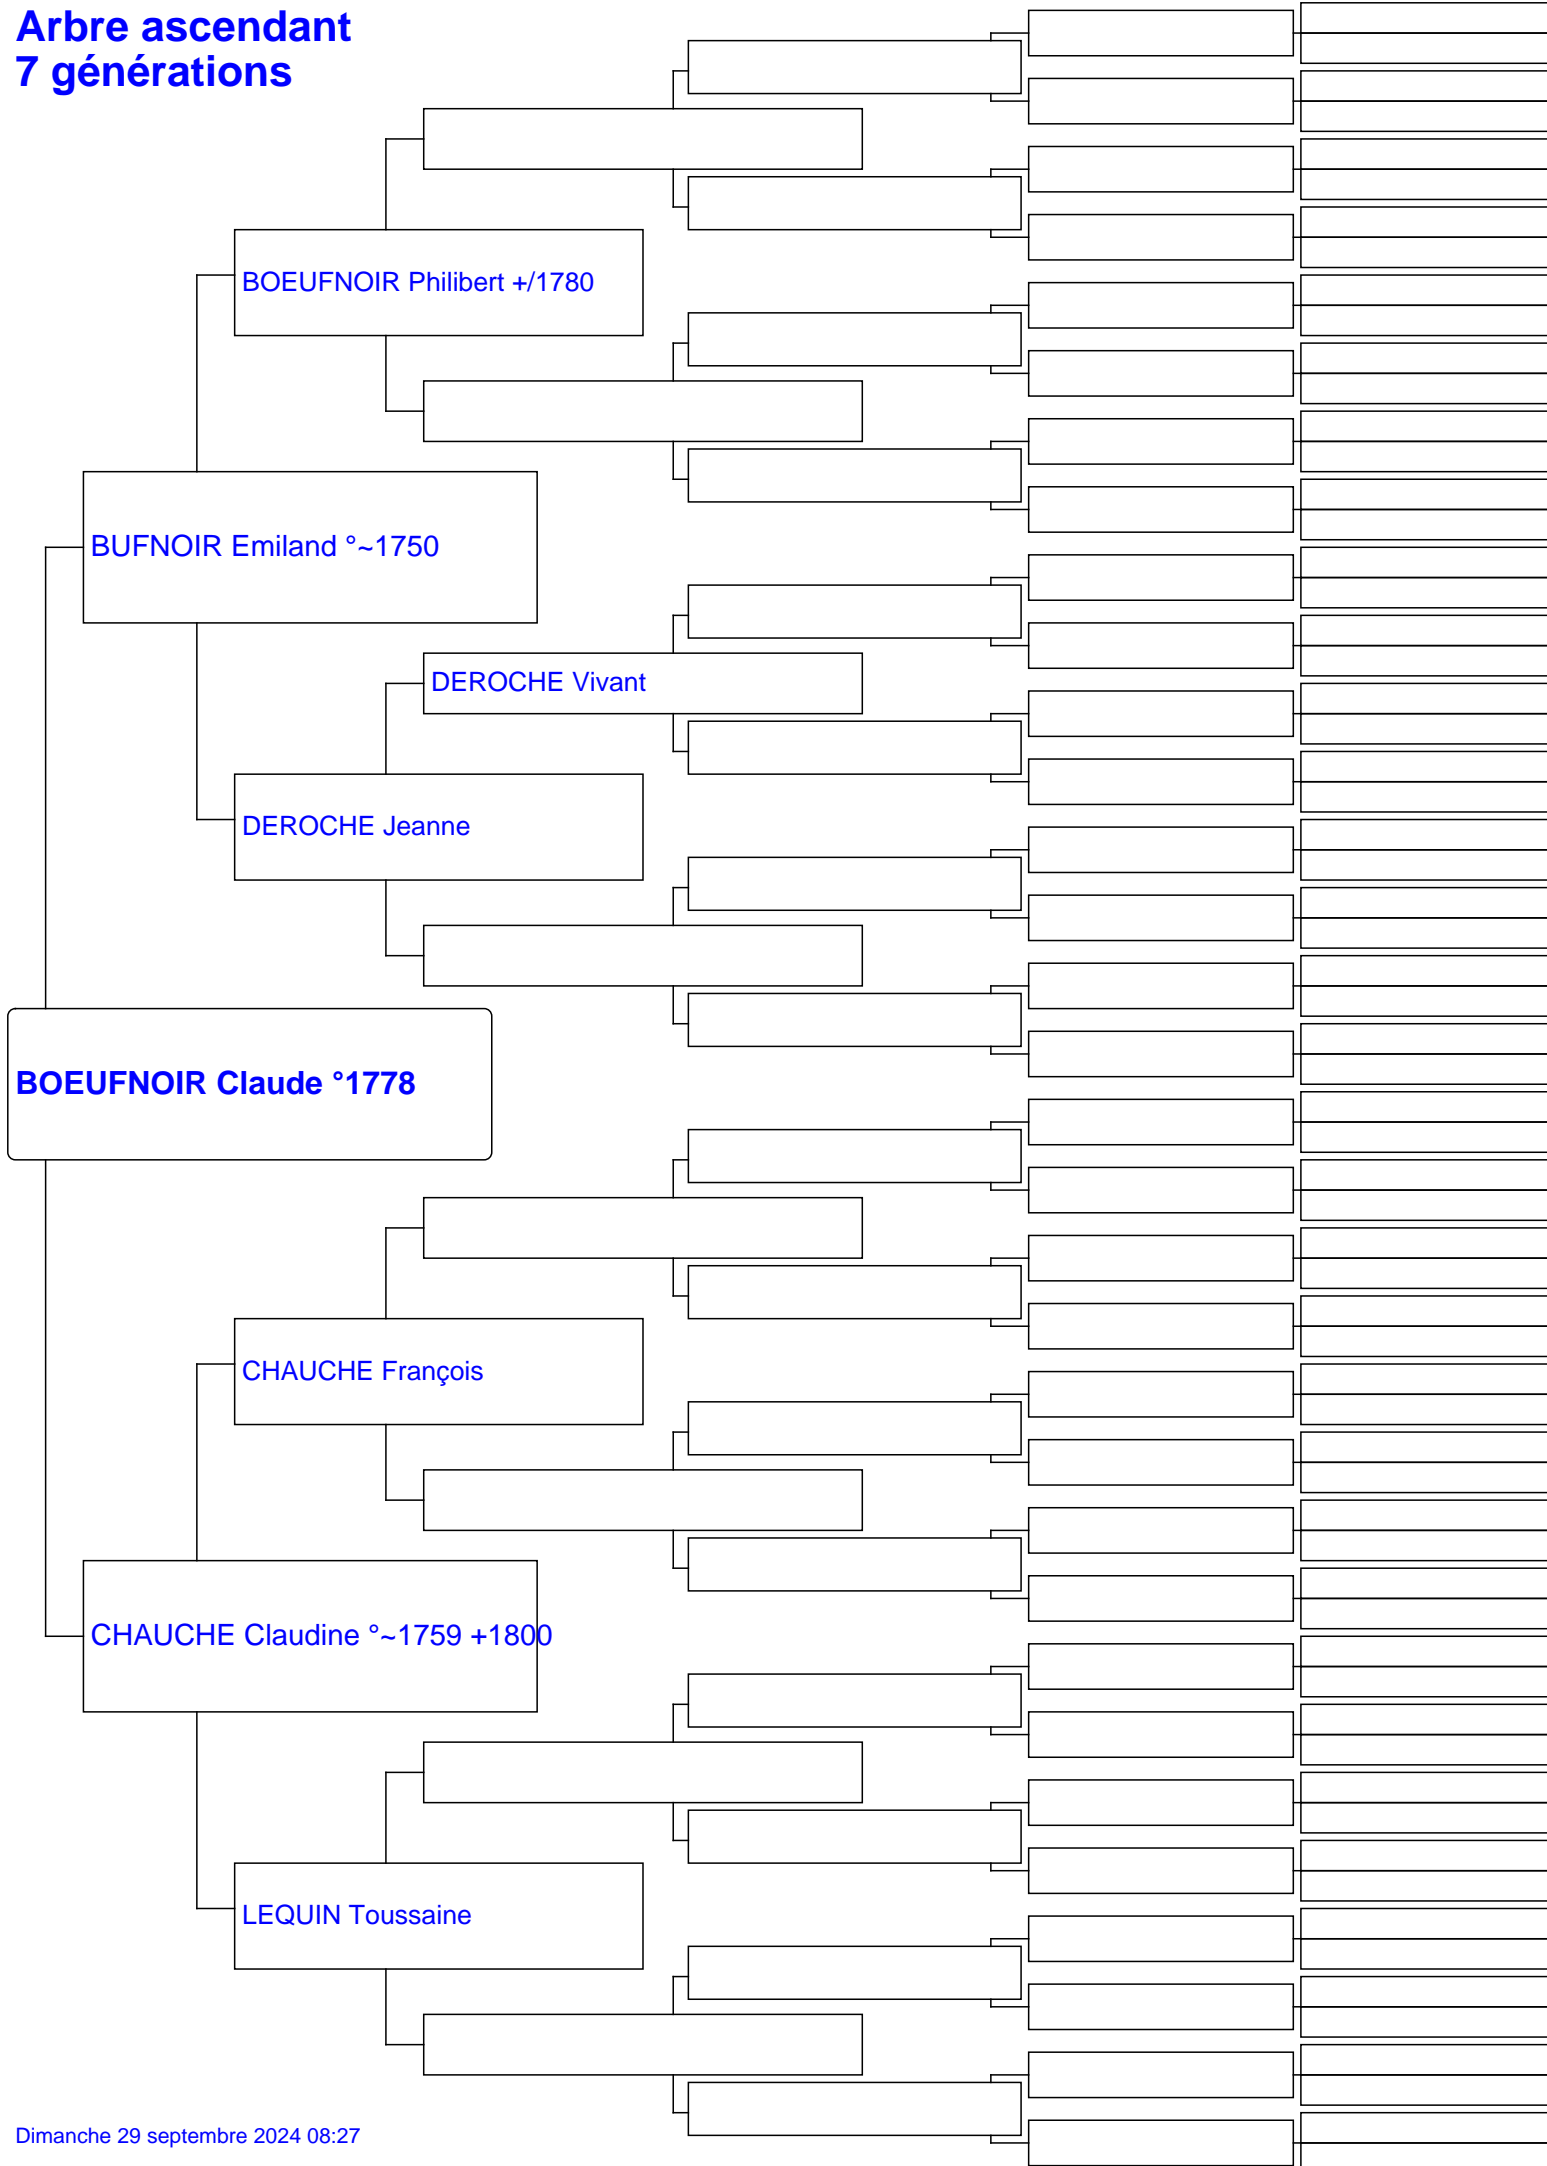 Arbre ascendant
7 générations
BOEUFNOIR Philibert +/1780
BUFNOIR Emiland °~1750
DEROCHE Vivant
DEROCHE Jeanne
BOEUFNOIR Claude °1778
CHAUCHE François
CHAUCHE Claudine °~1759 +1800
LEQUIN Toussaine
Dimanche 29 septembre 2024 08:27